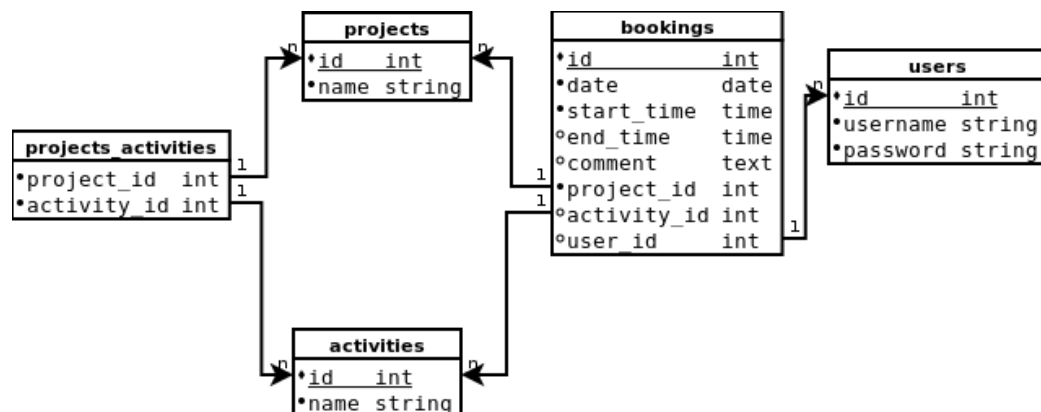 projects
id int
name string
bookings
id int
date date
start_time time
end_time time
comment text
project_id int
activity_id int
user_id int
users
id int
username string
password string
projects_activities
project_id int
activity_id int
activities
id int
name string
n
n
n
1
1
1
1
1
n
n